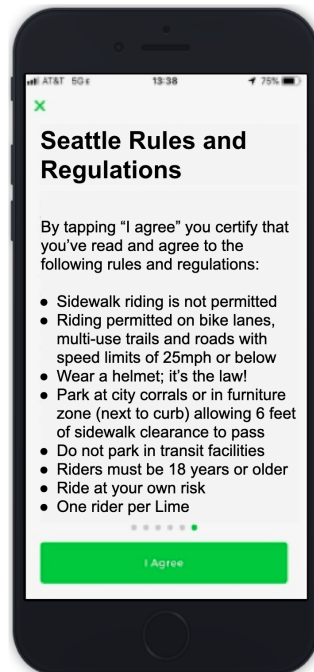 AT&T 5GE 13:38 75%
Seattle Rules and
Regulations
By tapping “I agree” you certify that
you’ve read and agree to the
following rules and regulations:
● Sidewalk riding is not permitted
● Riding permitted on bike lanes,
multi-use trails and roads with
speed limits of 25mph or below
● Wear a helmet; it’s the law!
● Park at city corrals or in furniture
zone (next to curb) allowing 6 feet
of sidewalk clearance to pass
● Do not park in transit facilities
● Riders must be 18 years or older
● Ride at your own risk
● One rider per Lime
I Agree